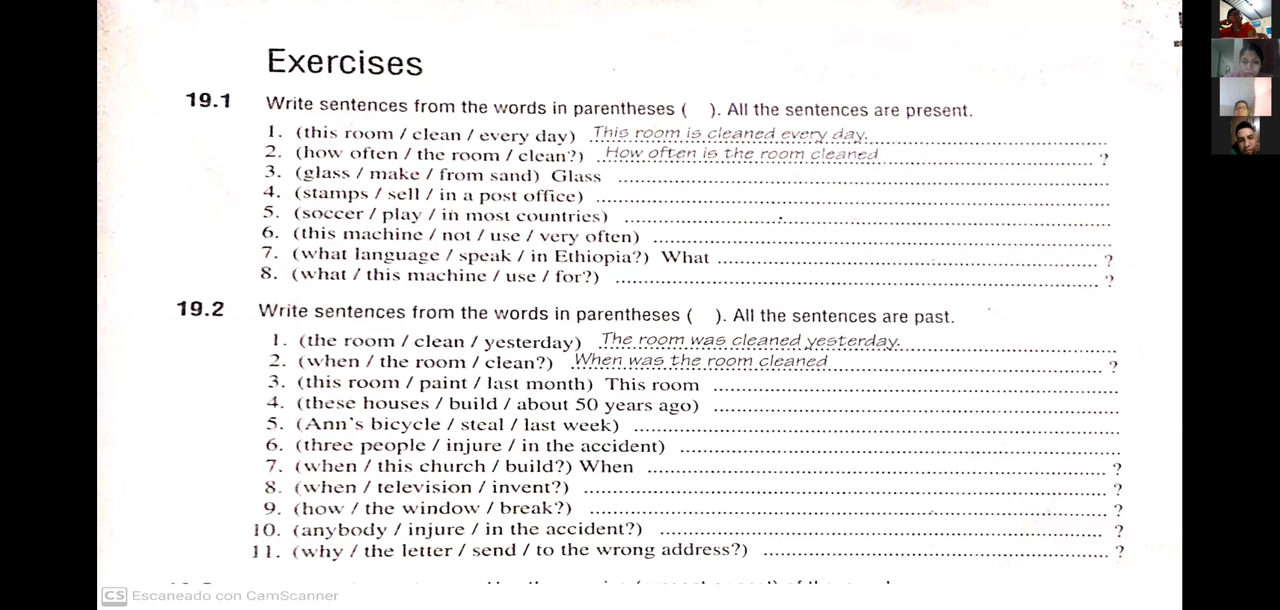 Exercises
19.1 Write sentences from the words in parentheses ( ). All the sentences are present.
1. (this room / clean / every day) This room is cleaned every day.
2. (how often / the room / clean?) How often is the room cleaned ?
3. (glass / make / from sand) Glass ..........
4. (stamps / sell / in a post office) ..........
5. (soccer / play / in most countries) ..........
6. (this machine / not / use / very often) ..........
7. (what language / speak / in Ethiopia?) What .......... ?
8. (what / this machine / use / for?) .......... ?
19.2 Write sentences from the words in parentheses ( ). All the sentences are past.
1. (the room / clean / yesterday) The room was cleaned yesterday.
2. (when / the room / clean?) When was the room cleaned ?
3. (this room / paint / last month) This room ..........
4. (these houses / build / about 50 years ago) ..........
5. (Ann's bicycle / steal / last week) ..........
6. (three people / injure / in the accident) ..........
7. (when / this church / build?) When .......... ?
8. (when / television / invent?) .......... ?
9. (how / the window / break?) .......... ?
10. (anybody / injure / in the accident?) .......... ?
11. (why / the letter / send / to the wrong address?) .......... ?
CS Escaneado con CamScanner